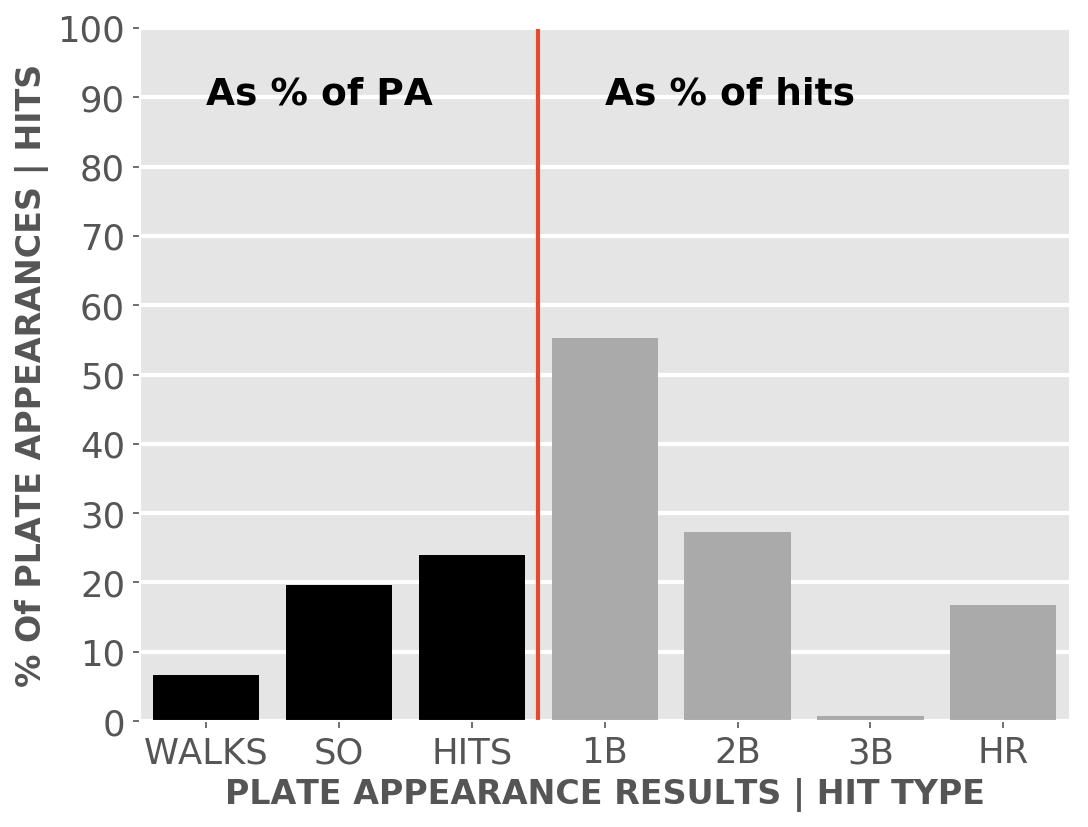 100
90
80
70
60
50
40
30
20
10
0
% Of PLATE APPEARANCES | HITS
As % of PA
As % of hits
WALKS SO HITS 1B 2B 3B HR
PLATE APPEARANCE RESULTS | HIT TYPE